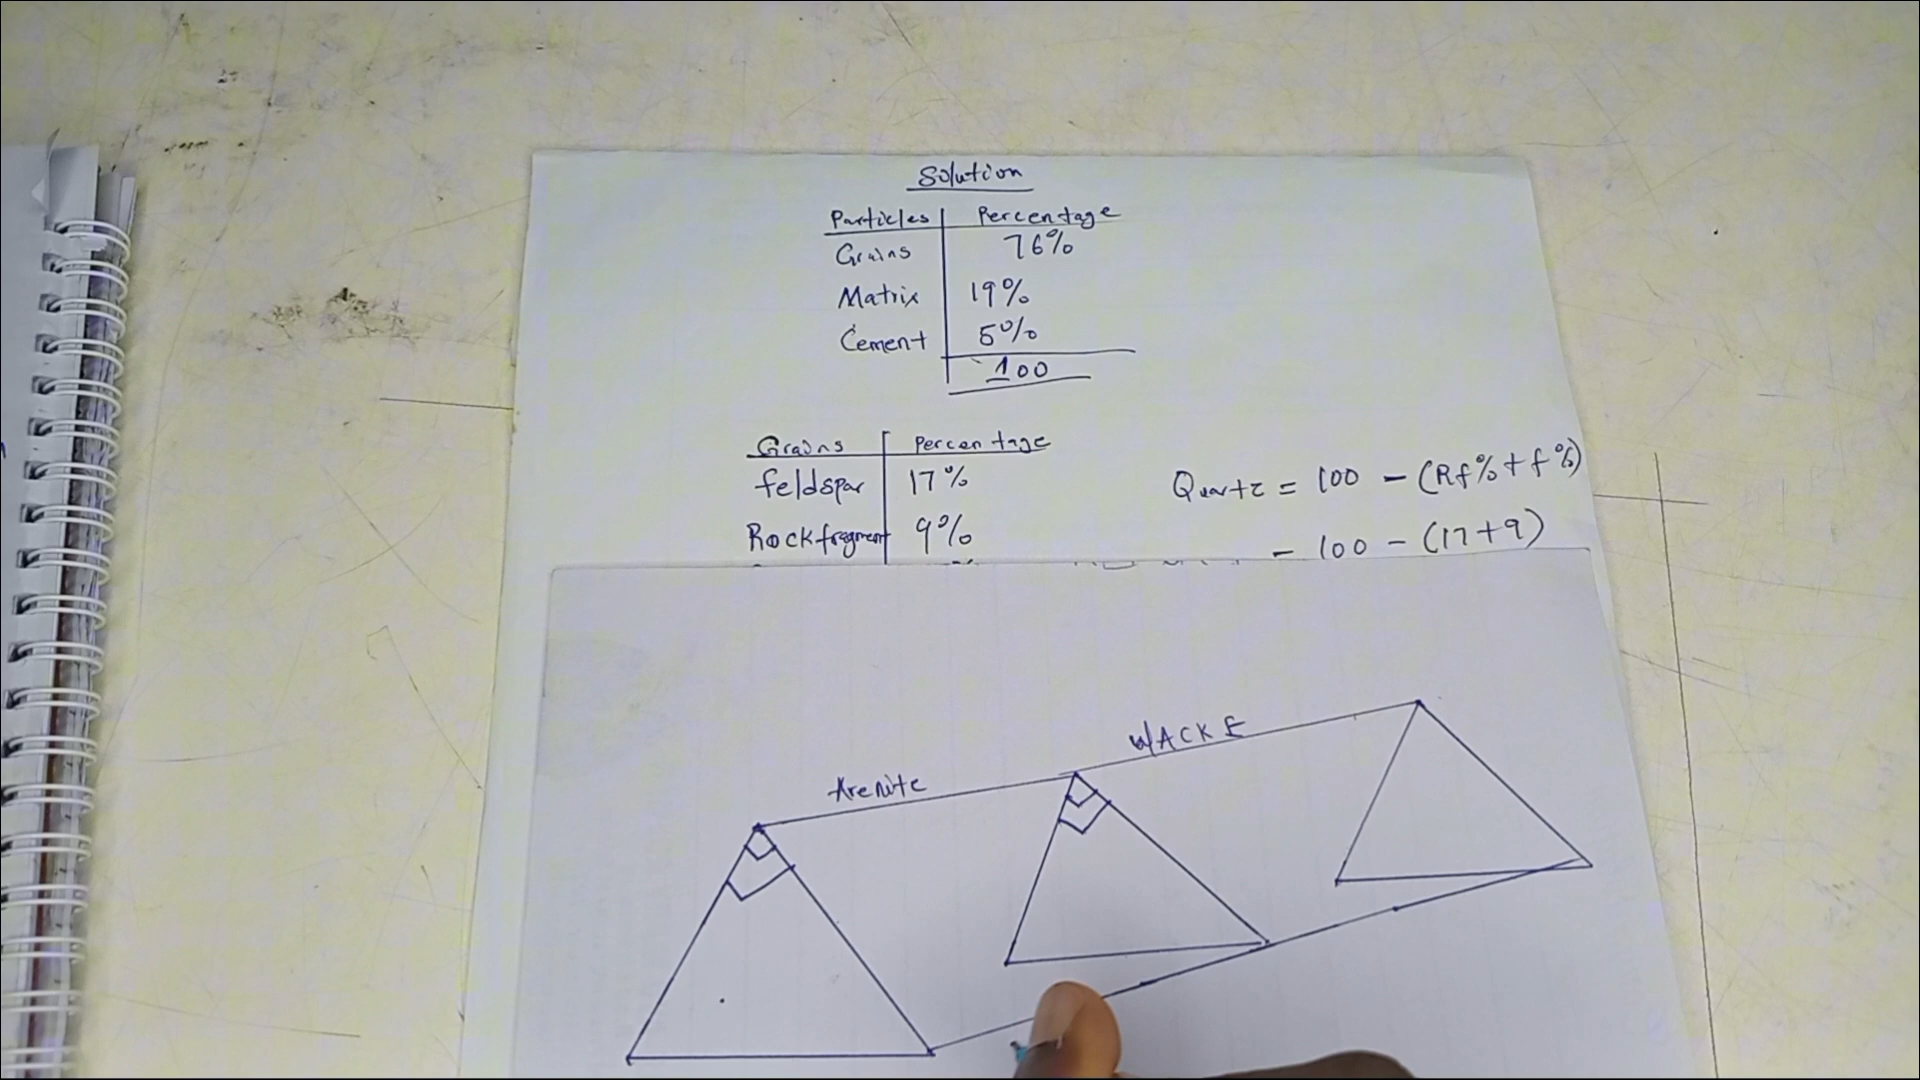 Solution
Particles Percentage
Grains 76%
Matrix 19%
Cement 5%
100
Grains Percentage
feldspar 17%
Rockfragment 9%
Quartz = 100 - (Rf% + f%)
- 100 - (17+9)
WACKE
Arenite